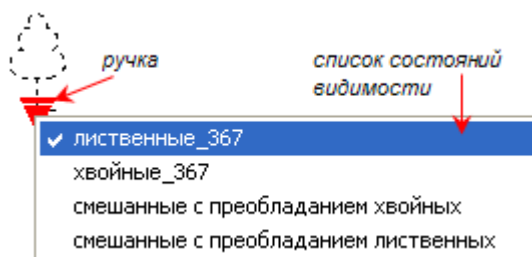 ручка
список состояний
видимости
лиственные_367
хвойные_367
смешанные с преобладанием хвойных
смешанные с преобладанием лиственных